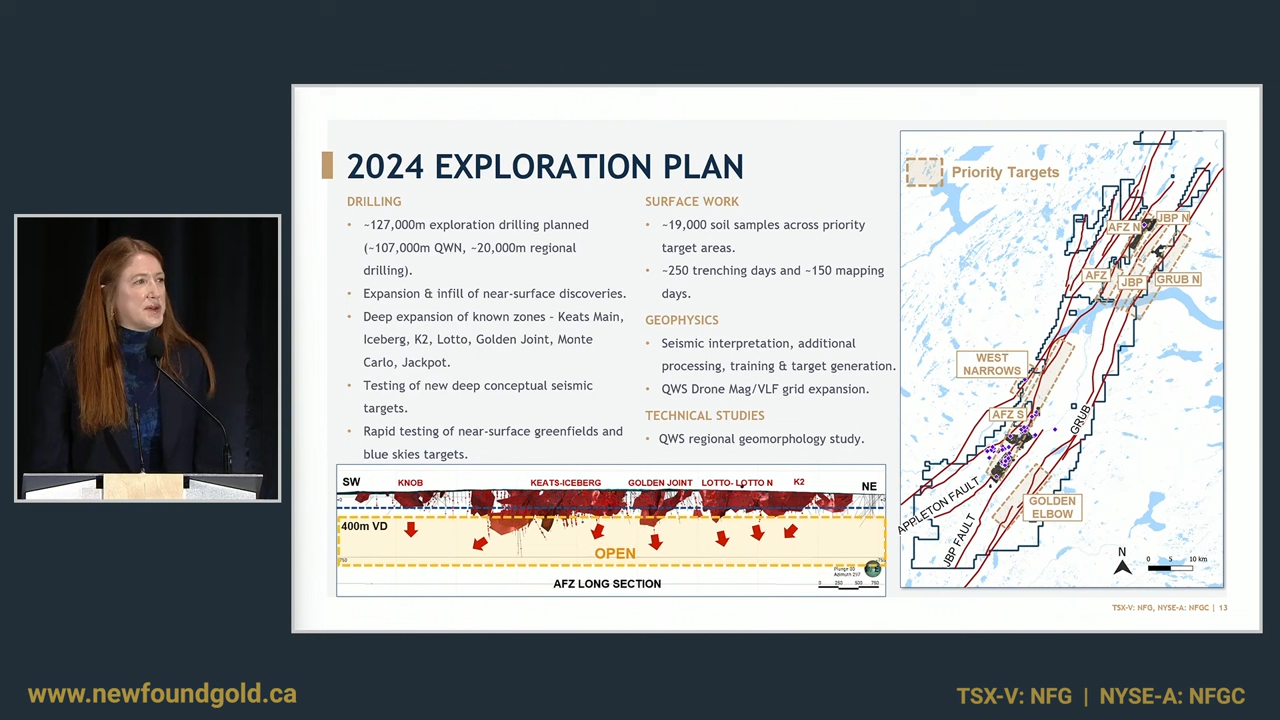 2024 EXPLORATION PLAN
DRILLING
• ~127,000m exporation drilling planned
(~107,000m QWN, ~20,000m regional
drilling).
• Expansion & infill of near-surface discoveries.
• Deep expansion of known zones - Keats Main,
Iceberg, K2, Lotto, Golden Joint, Monte
Carlo, Jackpot.
• Testing of new deep conceptual seismic
targets.
• Rapid testing of near-surface greenfields and
blue skies targets.
SURFACE WORK
• ~19,000 soil samples across priority
target areas.
• ~250 trenching days and ~150 mapping
days.
GEOPHYSICS
• Seismic interpretation, additional
processing, training & target generation.
• QWS Drone Mag/VLF grid expansion.
TECHNICAL STUDIES
• QWS regional geomorphology study.
SW
KNOB
KEATS-ICEBERG
GOLDEN JOINT
LOTTO- LOTTO N
K2
NE
400m VD
OPEN
AFZ LONG SECTION
0 250 500 750
Priority Targets
JBP N
AFZ N
AFZ
JBP
GRUB N
WEST
NARROWS
AFZ S
GRUB
APPLETON FAULT
JBP FAULT
GOLDEN
ELBOW
N
0 5 10 km
TSX-V: NFG, NYSE-A: NFGC | 13
www.newfoundgold.ca
TSX-V: NFG | NYSE-A: NFGC